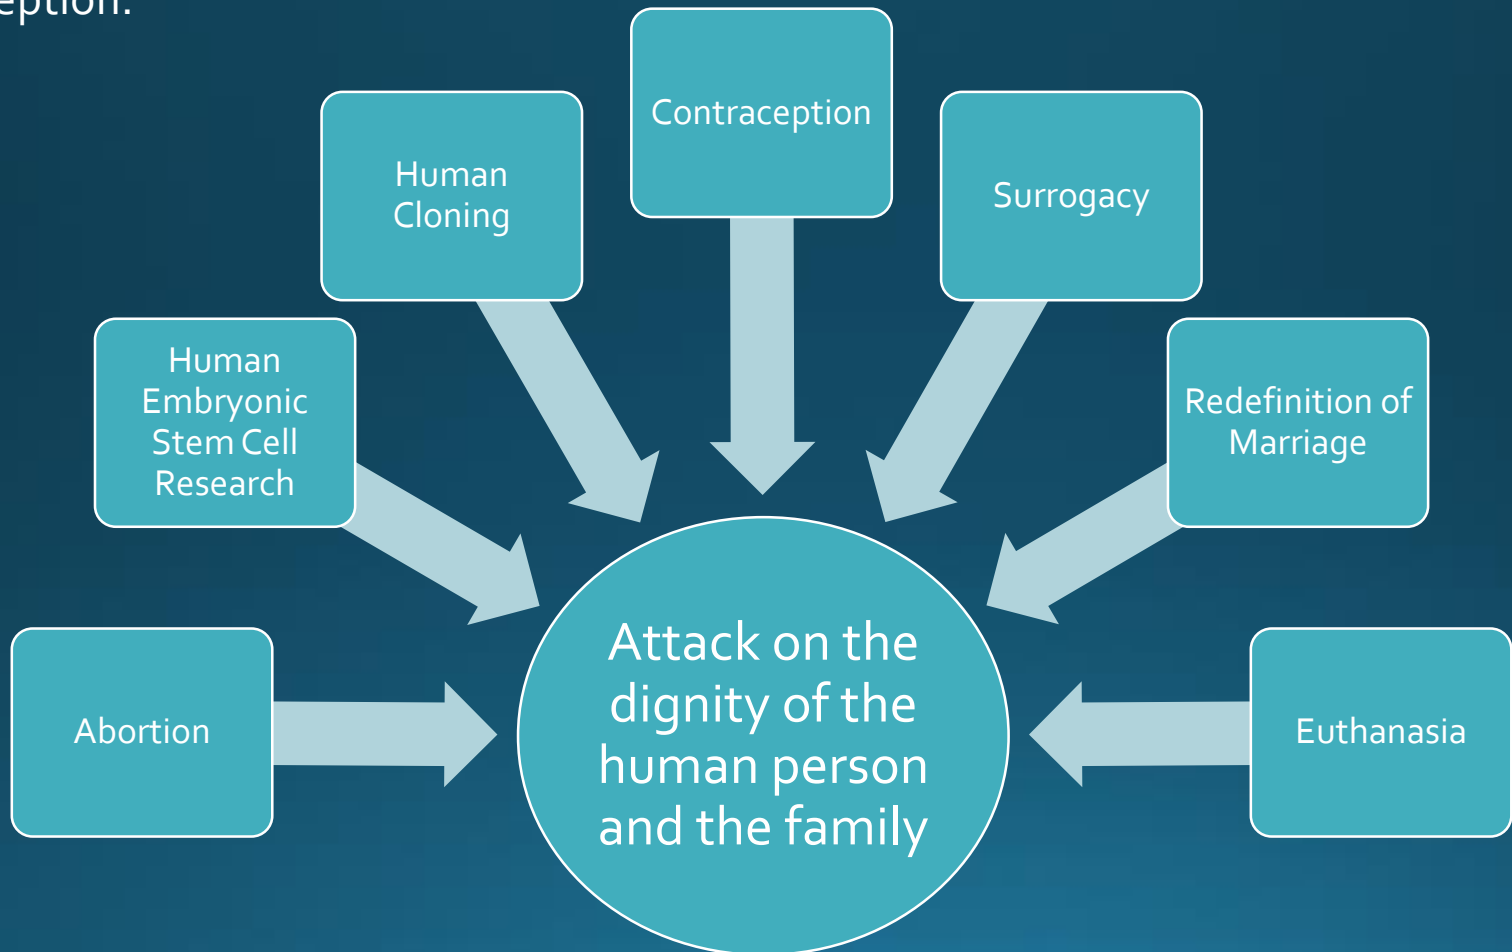 Contraception
Human
Cloning
Surrogacy
Human
Embryonic
Stem Cell
Research
Redefinition of
Marriage
Attack on the
dignity of the
human person
and the family
Abortion
Euthanasia